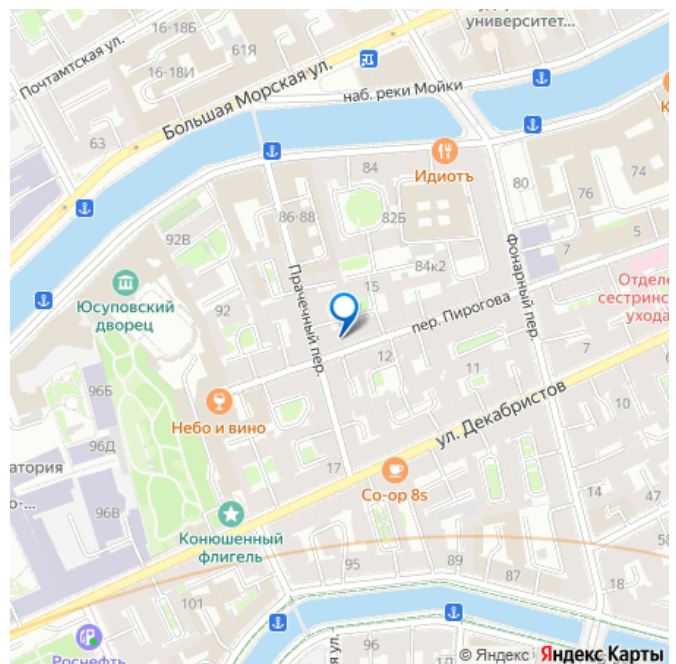 университет...
16-18Б
61Я
Почтамтская ул.
16-18И
Большая Морская ул.
наб. реки Мойки
63
84
Идиотъ
80
76
74
86-88
82Б
92В
Фонарный пер.
7
5
84к2
Прачечный пер.
15
Отделе
сестринс
ухода
Юсуповский
дворец
92
пер. Пирогова
12
11
7
96Б
ул. Декабристов
10
Небо и вино
96Д
атория
17
Co-op 8s
14
47
96В
Конюшенный
флигель
58
95
89
87
18
101
96
Роснефть
© Яндекс
Яндекс Карты